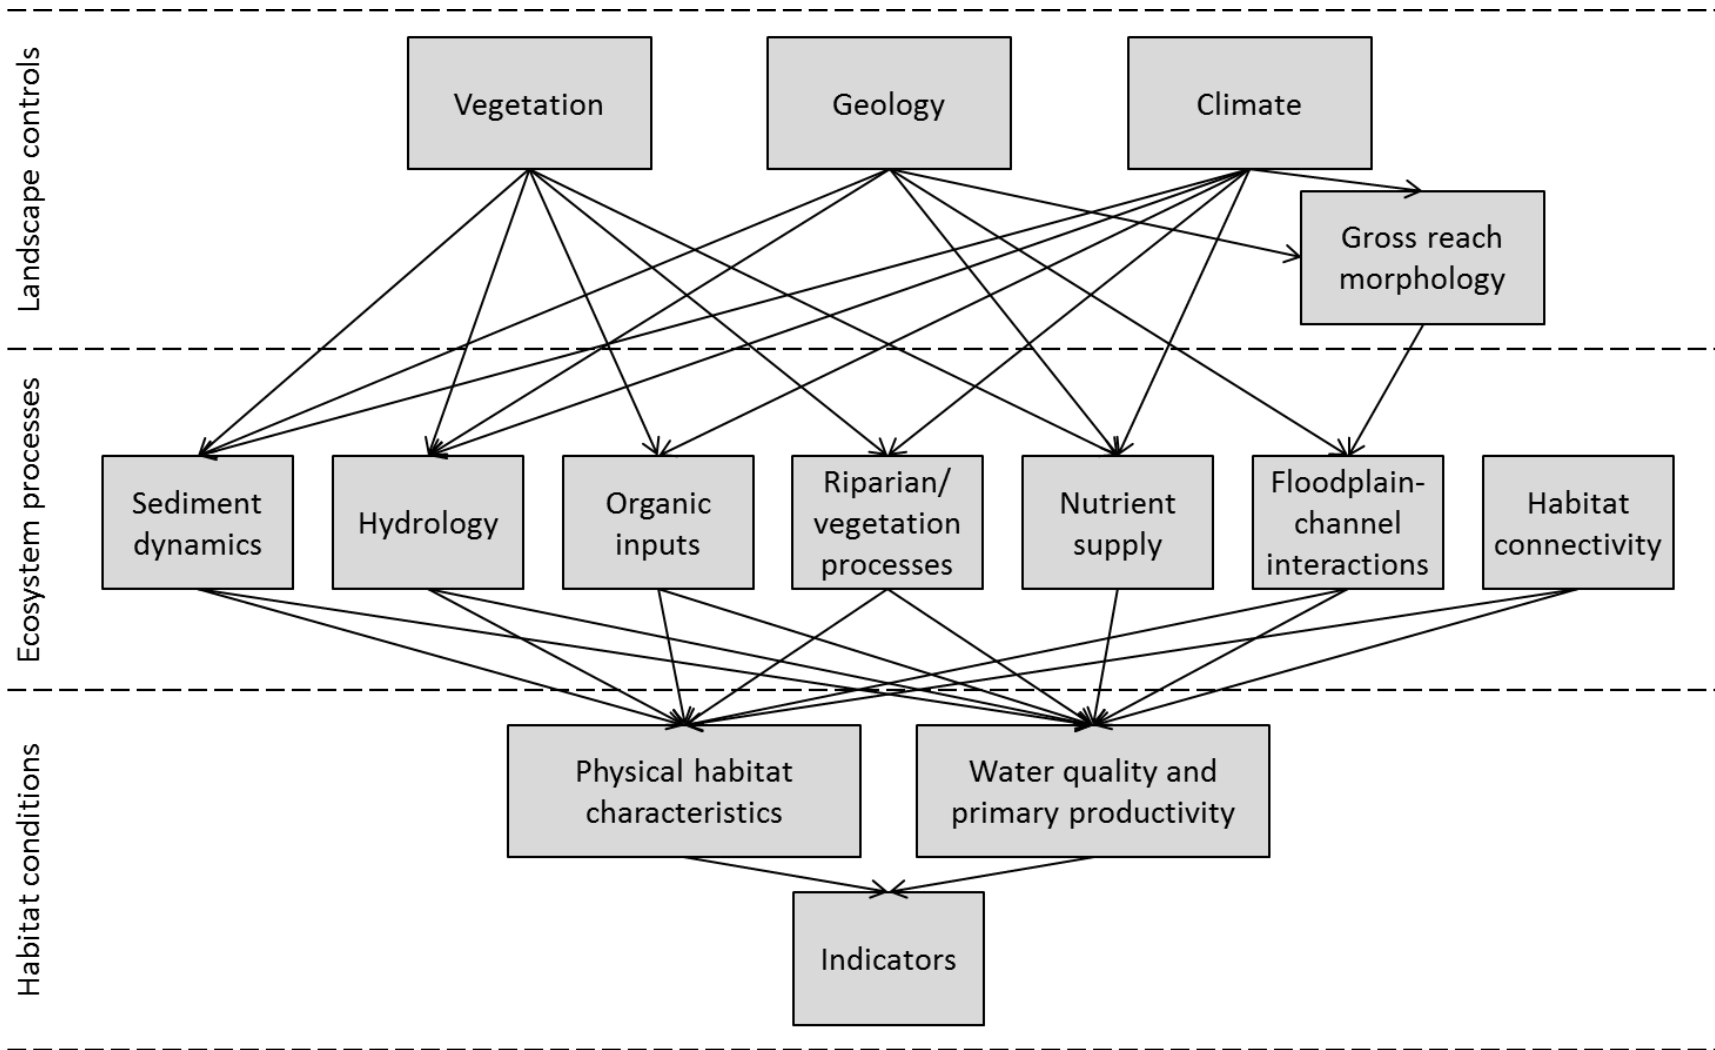 Landscape controls
Vegetation
Geology
Climate
Gross reach
morphology
Ecosystem processes
Sediment
dynamics
Hydrology
Organic
inputs
Riparian/
vegetation
processes
Nutrient
supply
Floodplain-
channel
interactions
Habitat
connectivity
Habitat conditions
Physical habitat
characteristics
Water quality and
primary productivity
Indicators